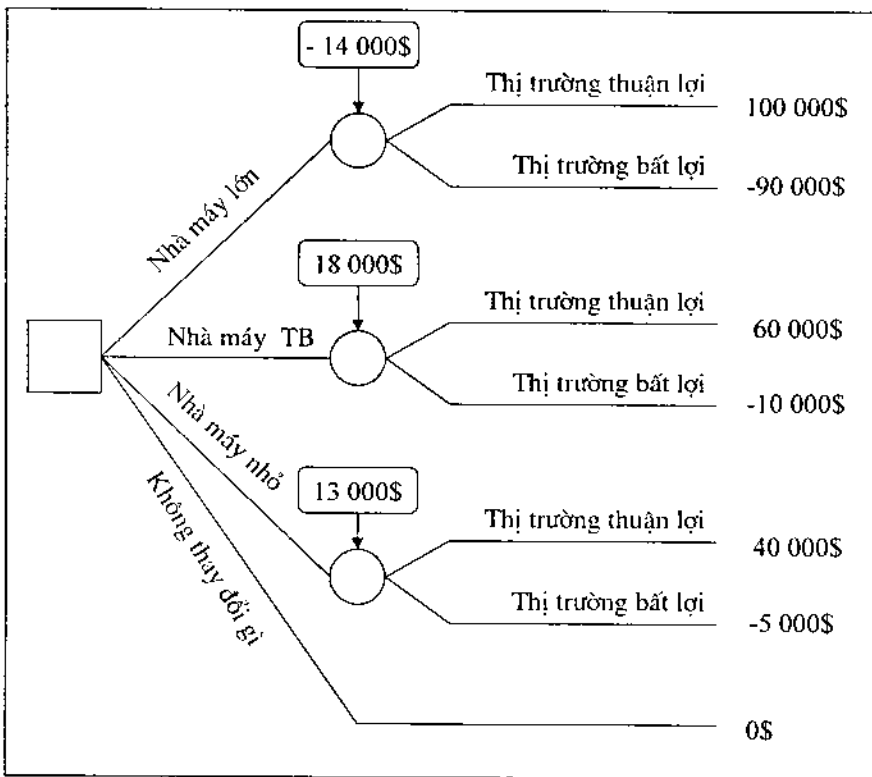 - 14 000$
Thị trường thuận lợi
100 000$
Thị trường bất lợi
-90 000$
Nhà máy lớn
18 000$
Thị trường thuận lợi
60 000$
Nhà máy TB
Thị trường bất lợi
-10 000$
Nhà máy nhỏ
13 000$
Thị trường thuận lợi
40 000$
Thị trường bất lợi
-5 000$
Không thay đổi gì
0$